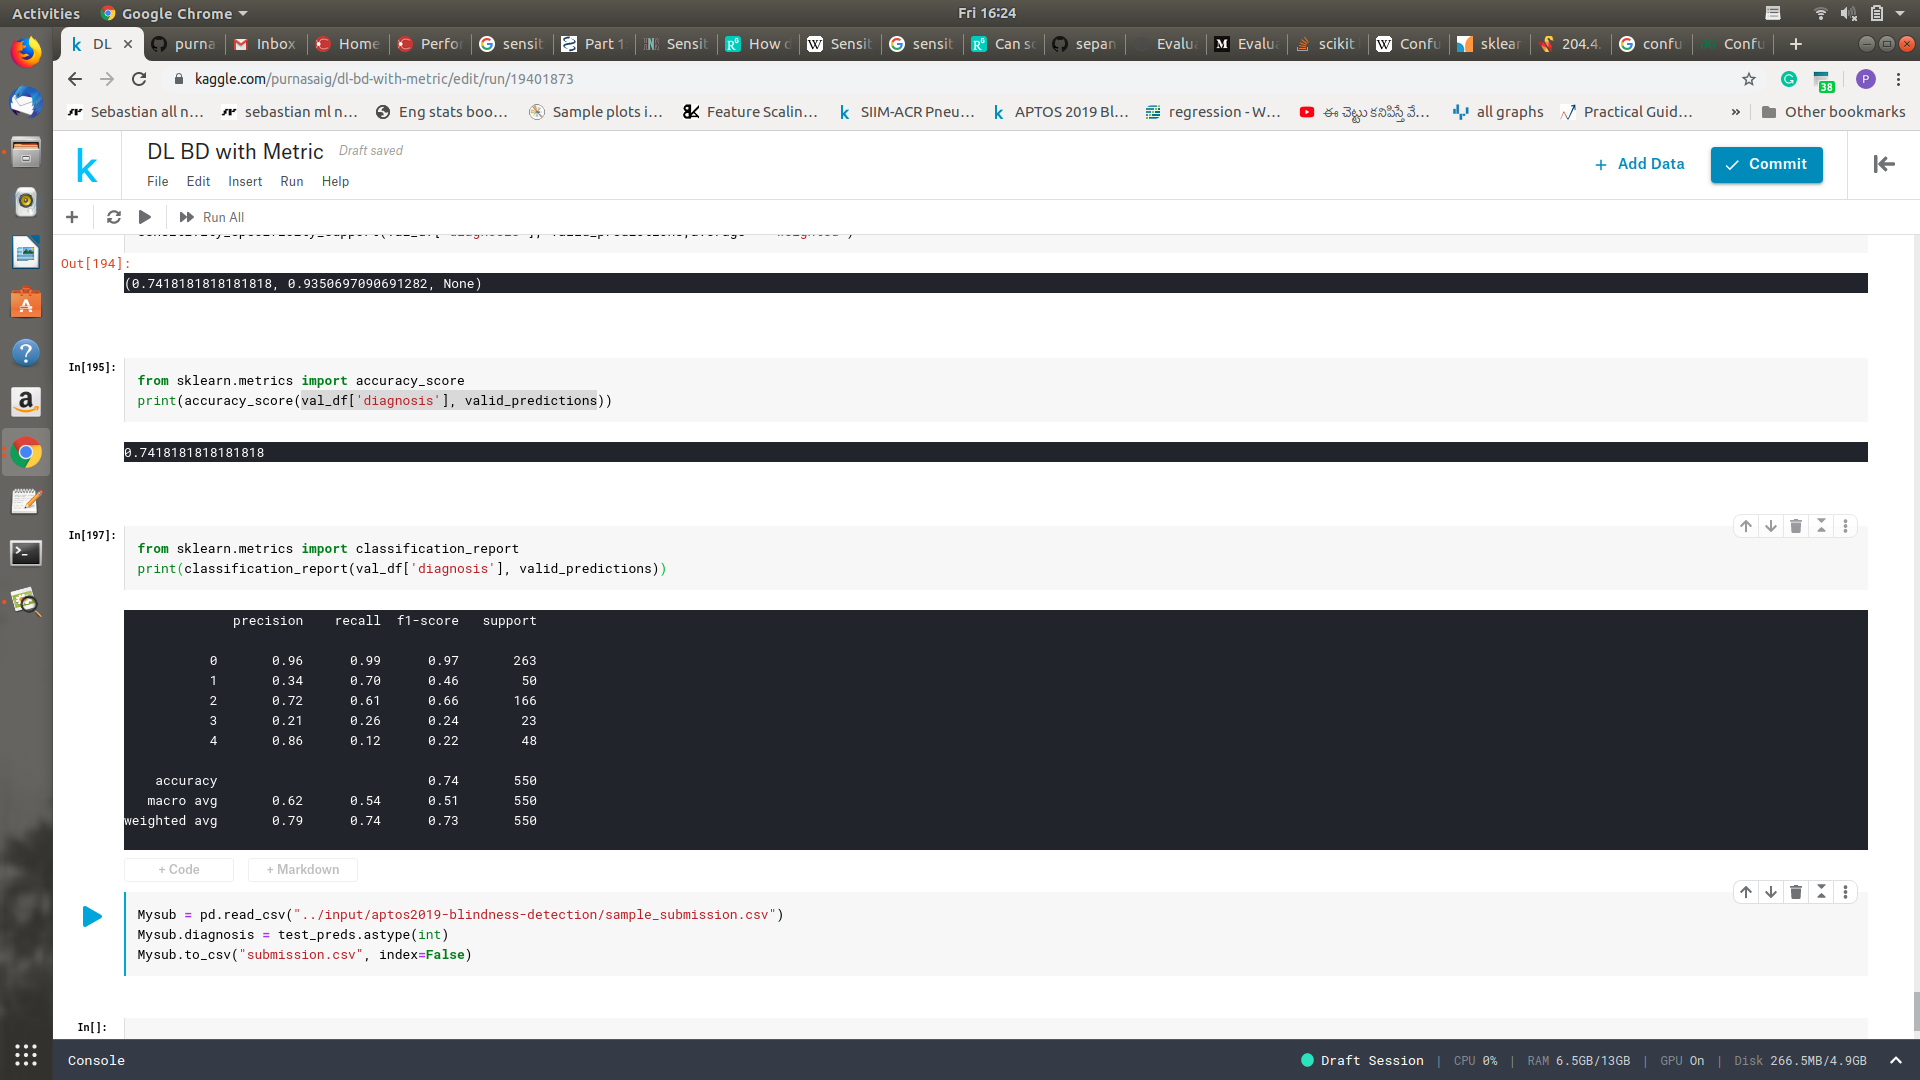 Activities Google Chrome Fri 16:24
DL purna Inbox Home Perfor sensit Part 1 Sensit How d Sensit sensit Can sc sepan Evalua Evalua scikit Confu sklear 204.4. confu Confu
kaggle.com/purnasaig/dl-bd-with-metric/edit/run/19401873 P 38
Sebastian all n… sebastian ml n… Eng stats boo… Sample plots i… Feature Scalin… SIIM-ACR Pneu… APTOS 2019 Bl… regression - W… ఈ చెట్టు కనిపిస్తే వే… all graphs Practical Guid… » Other bookmarks
DL BD with Metric Draft saved
File Edit Insert Run Help
+ Add Data Commit
Run All
sensitivity_specificity_support(val_df['diagnosis'], valid_predictions,average = 'weighted')
Out[194]:
(0.7418181818181818, 0.9350697090691282, None)
In[195]:
from sklearn.metrics import accuracy_score
print(accuracy_score(val_df['diagnosis'], valid_predictions))
0.7418181818181818
In[197]:
from sklearn.metrics import classification_report
print(classification_report(val_df['diagnosis'], valid_predictions))
precision recall f1-score support
0 0.96 0.99 0.97 263
1 0.34 0.70 0.46 50
2 0.72 0.61 0.66 166
3 0.21 0.26 0.24 23
4 0.86 0.12 0.22 48
accuracy 0.74 550
macro avg 0.62 0.54 0.51 550
weighted avg 0.79 0.74 0.73 550
+ Code + Markdown
Mysub = pd.read_csv("../input/aptos2019-blindness-detection/sample_submission.csv")
Mysub.diagnosis = test_preds.astype(int)
Mysub.to_csv("submission.csv", index=False)
In[]:
Console Draft Session | CPU 0% | RAM 6.5GB/13GB | GPU On | Disk 266.5MB/4.9GB